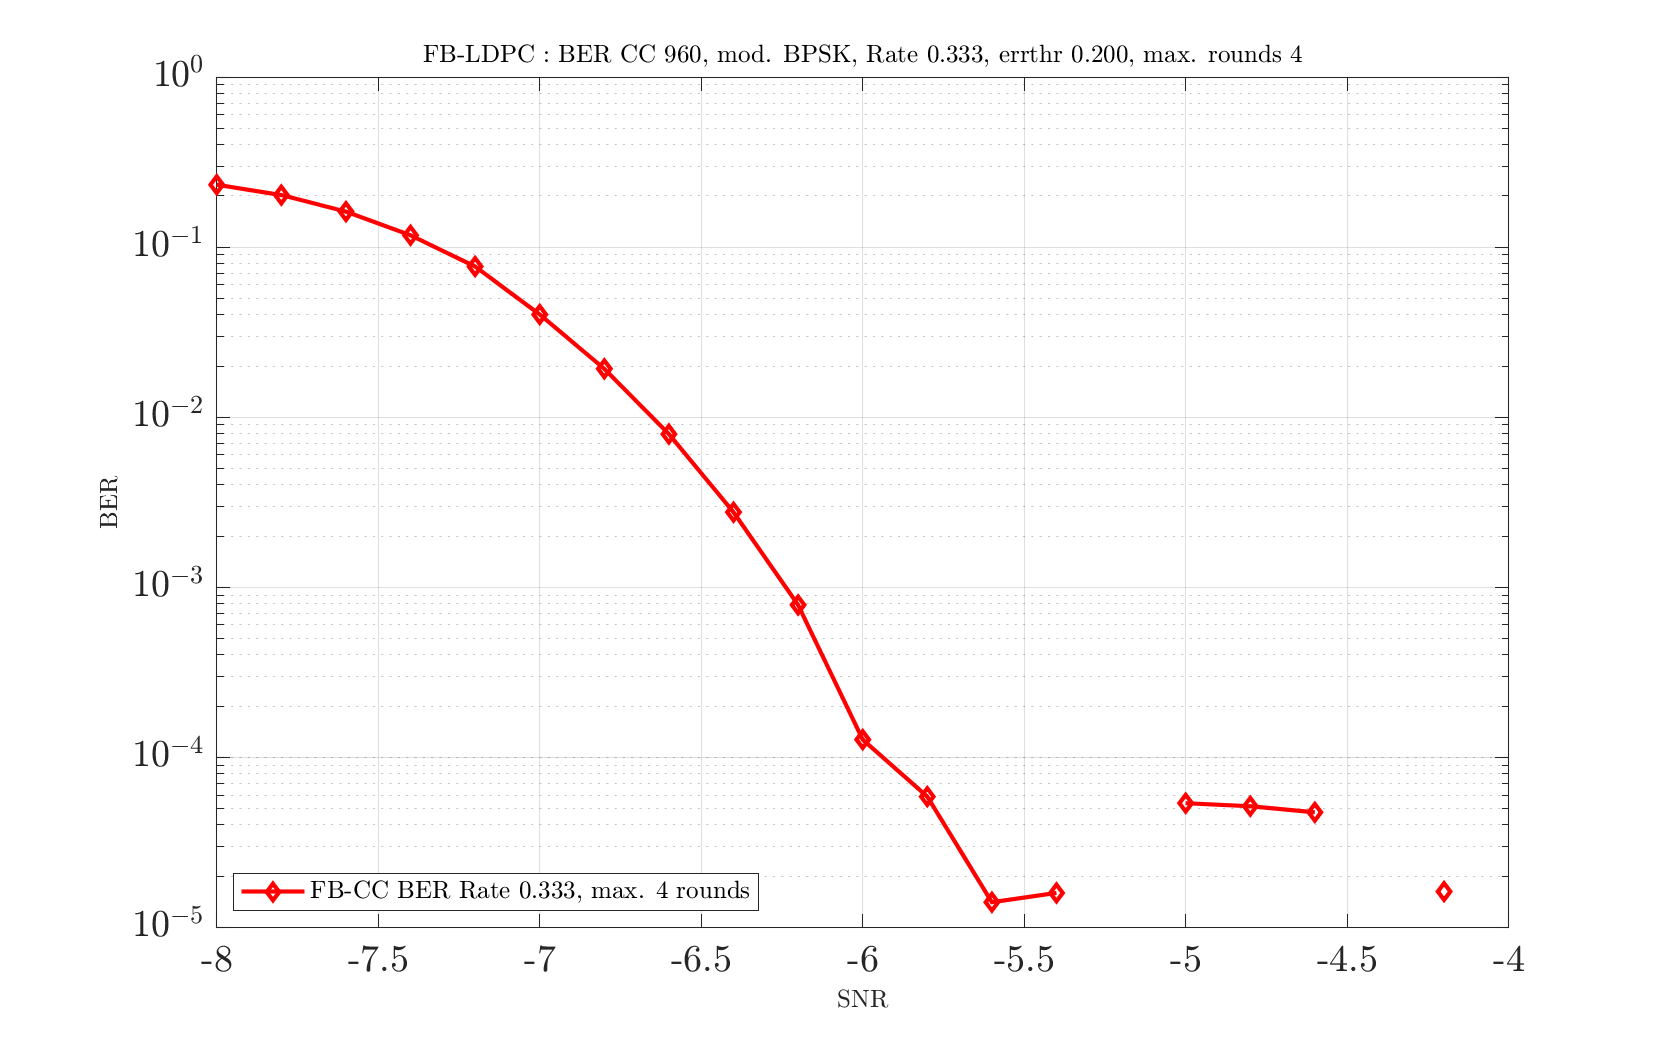 FB-LDPC : BER CC 960, mod. BPSK, Rate 0.333, errthr 0.200, max. rounds 4
10^0
10^-1
10^-2
10^-3
10^-4
10^-5
BER
FB-CC BER Rate 0.333, max. 4 rounds
-8 -7.5 -7 -6.5 -6 -5.5 -5 -4.5 -4
SNR